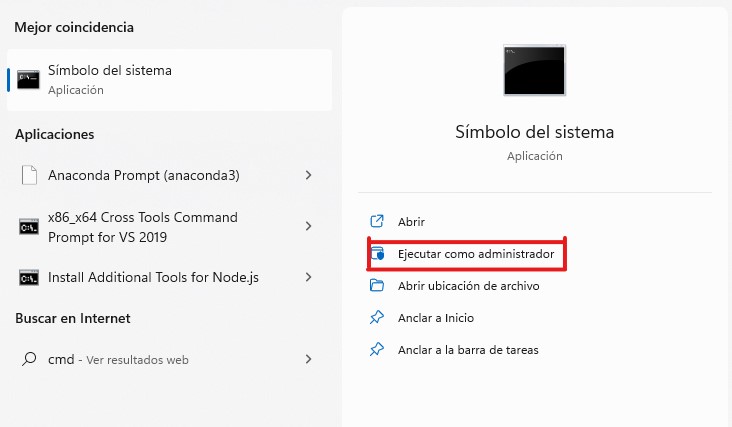 Mejor coincidencia
Símbolo del sistema
Aplicación
Aplicaciones
Anaconda Prompt (anaconda3)
x86_x64 Cross Tools Command
Prompt for VS 2019
Install Additional Tools for Node.js
Buscar en Internet
cmd - Ver resultados web
Símbolo del sistema
Aplicación
Abrir
Ejecutar como administrador
Abrir ubicación de archivo
Anclar a Inicio
Anclar a la barra de tareas